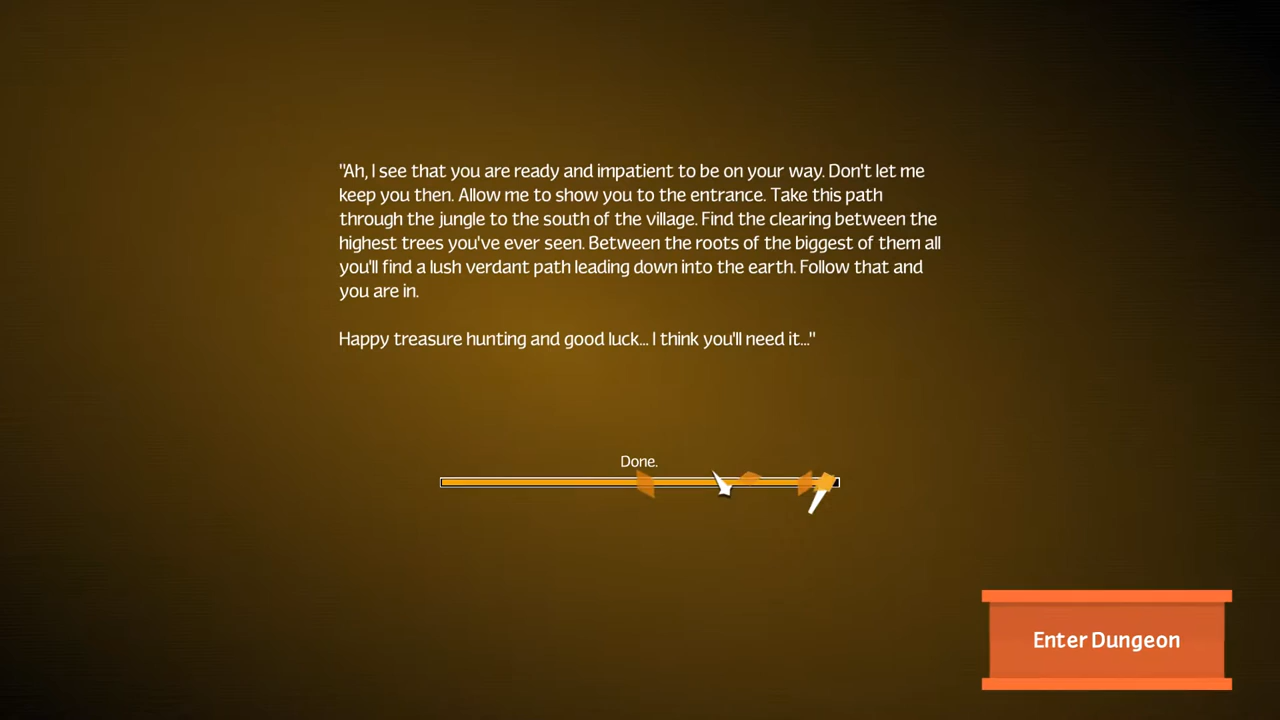 "Ah, I see that you are ready and impatient to be on your way. Don't let me
keep you then. Allow me to show you to the entrance. Take this path
through the jungle to the south of the village. Find the clearing between the
highest trees you've ever seen. Between the roots of the biggest of them all
you'll find a lush verdant path leading down into the earth. Follow that and
you are in.
Happy treasure hunting and good luck... I think you'll need it..."
Done.
Enter Dungeon